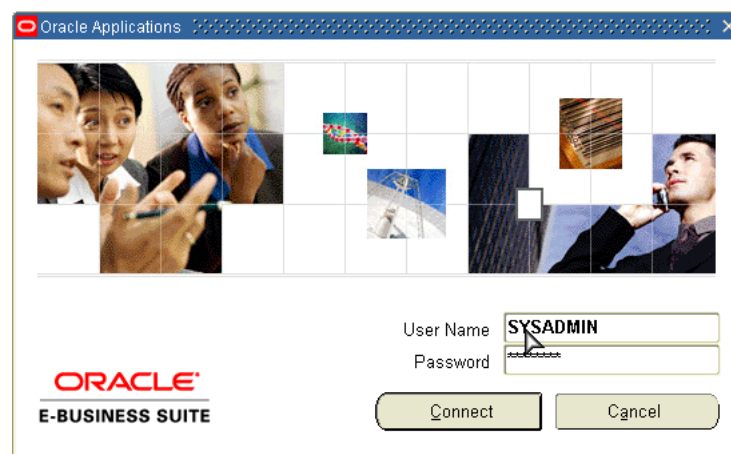 Oracle Applications
User Name SYSADMIN
Password ********
ORACLE®
E-BUSINESS SUITE
Connect Cancel